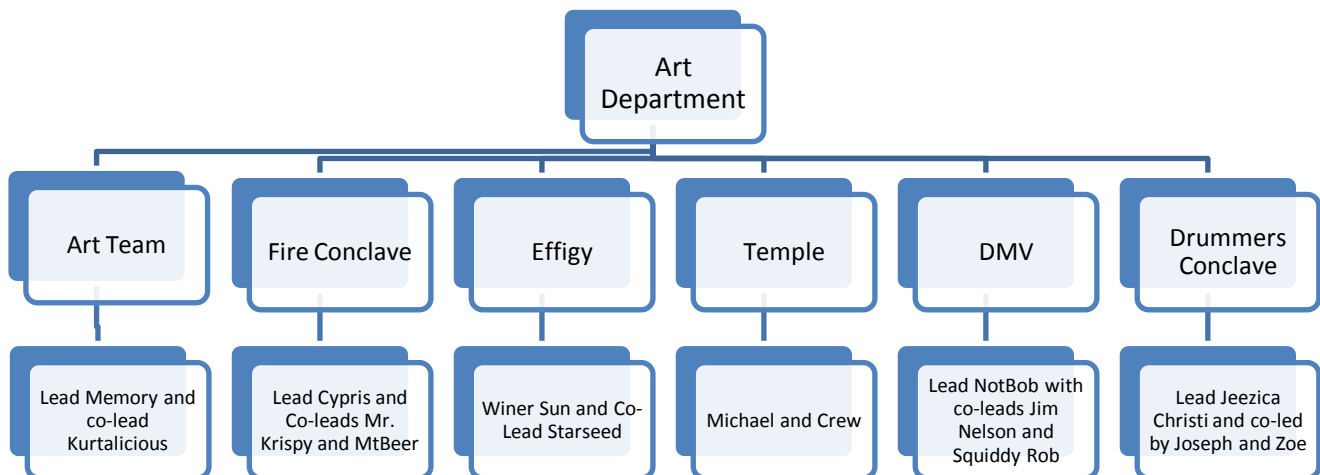 Art
Department
Art Team
Fire Conclave
Effigy
Temple
DMV
Drummers
Conclave
Lead Memory and
co-lead
Kurtalicious
Lead Cypris and
Co-leads Mr.
Krispy and MtBeer
Winer Sun and Co-
Lead Starseed
Michael and Crew
Lead NotBob with
co-leads Jim
Nelson and
Squiddy Rob
Lead Jeezica
Christi and co-led
by Joseph and Zoe